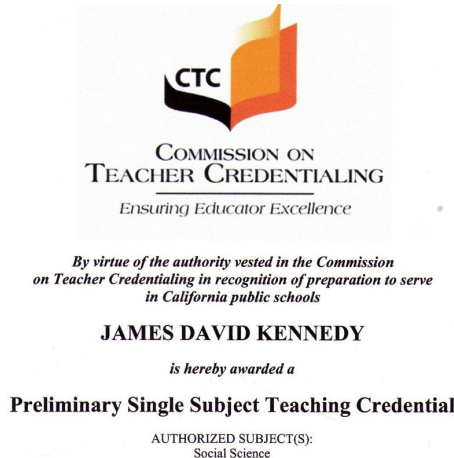 CTC
COMMISSION ON
TEACHER CREDENTIALING
Ensuring Educator Excellence
By virtue of the authority vested in the Commission
on Teacher Credentialing in recognition of preparation to serve
in California public schools
JAMES DAVID KENNEDY
is hereby awarded a
Preliminary Single Subject Teaching Credential
AUTHORIZED SUBJECT(S):
Social Science